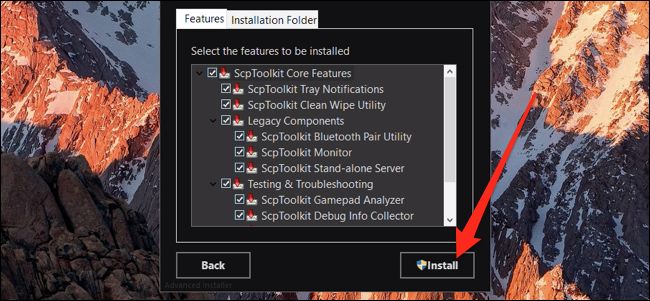 Features
Installation Folder
Select the features to be installed
ScpToolkit Core Features
ScpToolkit Tray Notifications
ScpToolkit Clean Wipe Utility
Legacy Components
ScpToolkit Bluetooth Pair Utility
ScpToolkit Monitor
ScpToolkit Stand-alone Server
Testing & Troubleshooting
ScpToolkit Gamepad Analyzer
ScpToolkit Debug Info Collector
Back
Install
Advanced Installer